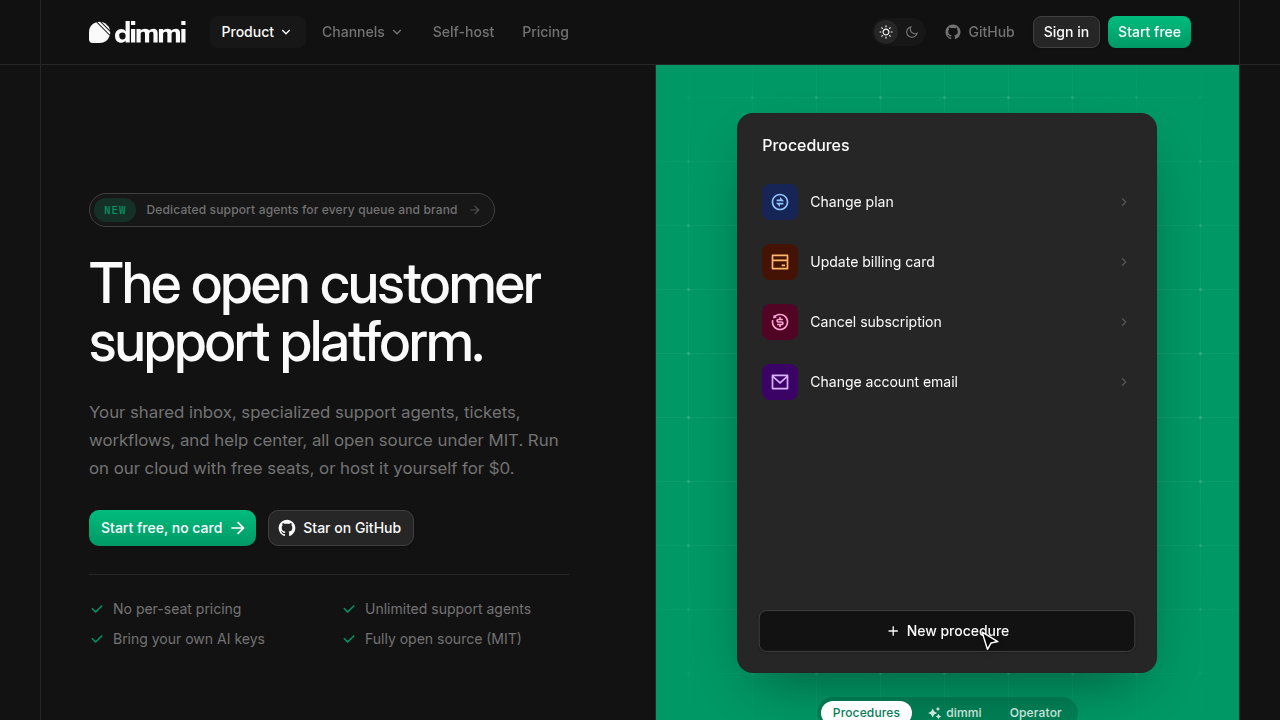 dimmi
Product
Channels
Self-host
Pricing
GitHub
Sign in
Start free
NEW Dedicated support agents for every queue and brand
The open customer
support platform.
Your shared inbox, specialized support agents, tickets,
workflows, and help center, all open source under MIT. Run
on our cloud with free seats, or host it yourself for $0.
Start free, no card
Star on GitHub
No per-seat pricing
Unlimited support agents
Bring your own AI keys
Fully open source (MIT)
Procedures
Change plan
Update billing card
Cancel subscription
Change account email
New procedure
Procedures
dimmi
Operator